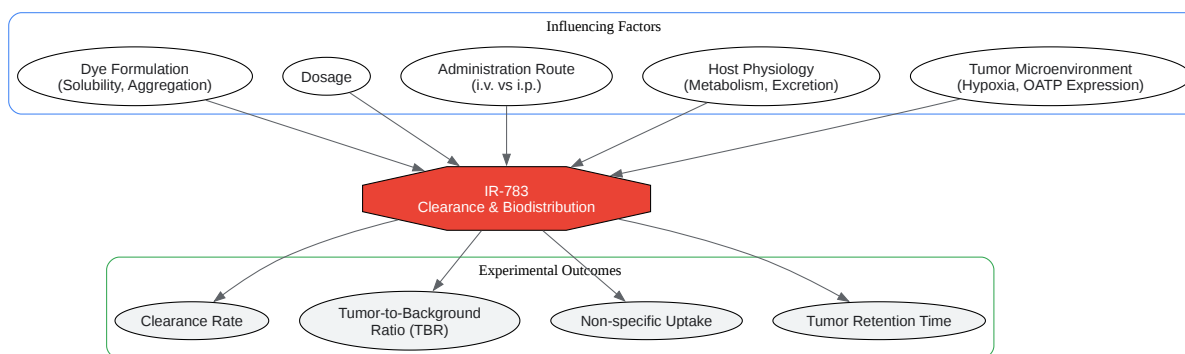 Influencing Factors
Dye Formulation
(Solubility, Aggregation)
Dosage
Administration Route
(i.v. vs i.p.)
Host Physiology
(Metabolism, Excretion)
Tumor Microenvironment
(Hypoxia, OATP Expression)
IR-783
Clearance & Biodistribution
Experimental Outcomes
Clearance Rate
Tumor-to-Background
Ratio (TBR)
Non-specific Uptake
Tumor Retention Time